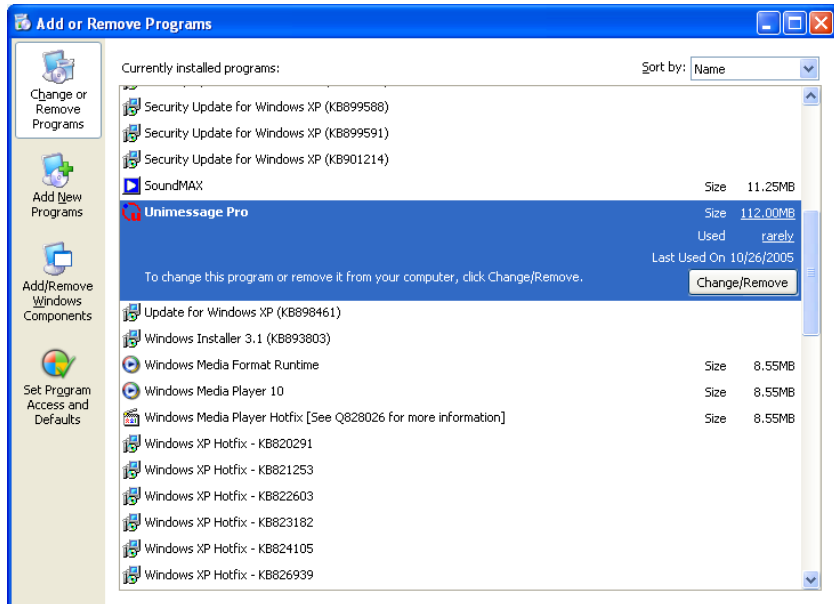 Add or Remove Programs
Change or
Remove
Programs
Add New
Programs
Add/Remove
Windows
Components
Set Program
Access and
Defaults
Currently installed programs:
Sort by: Name
Security Update for Windows XP (KB899588)
Security Update for Windows XP (KB899591)
Security Update for Windows XP (KB901214)
SoundMAX Size 11.25MB
Unimessage Pro Size 112.00MB
Used rarely
Last Used On 10/26/2005
To change this program or remove it from your computer, click Change/Remove. Change/Remove
Update for Windows XP (KB898461)
Windows Installer 3.1 (KB893803)
Windows Media Format Runtime Size 8.55MB
Windows Media Player 10 Size 8.55MB
Windows Media Player Hotfix [See Q828026 for more information] Size 8.55MB
Windows XP Hotfix - KB820291
Windows XP Hotfix - KB821253
Windows XP Hotfix - KB822603
Windows XP Hotfix - KB823182
Windows XP Hotfix - KB824105
Windows XP Hotfix - KB826939